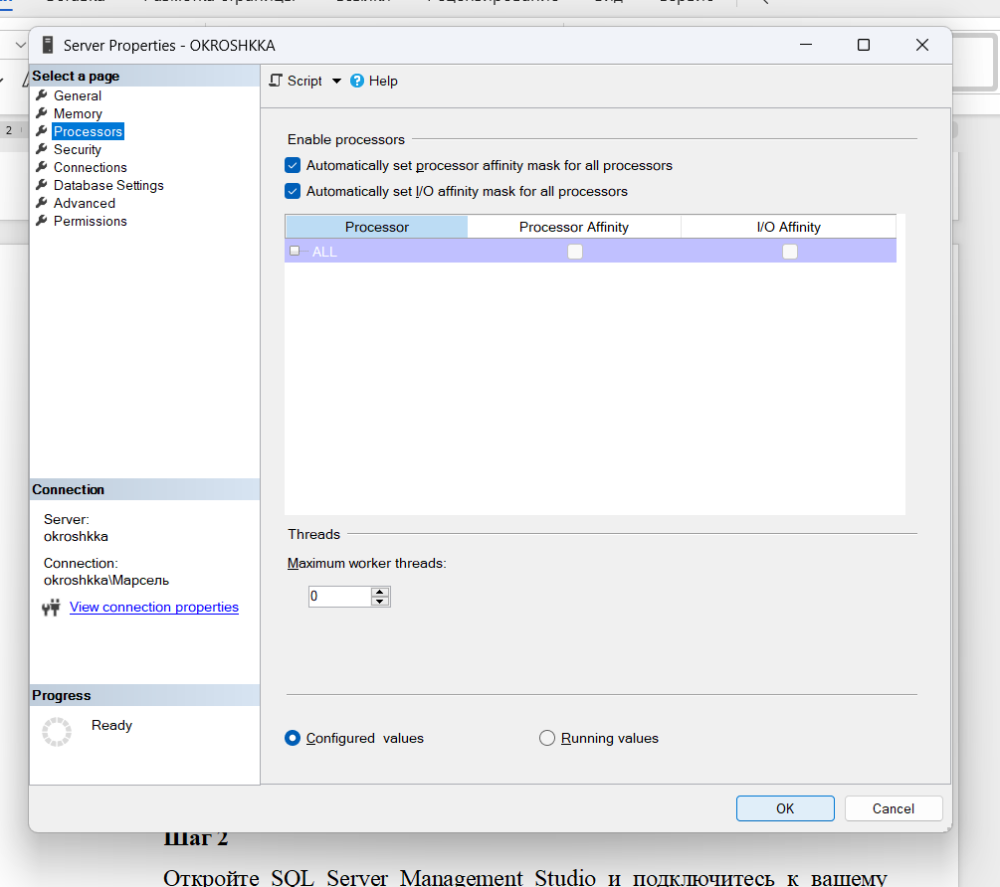 Server Properties - OKROSHKKA
Select a page
General
Memory
Processors
Security
Connections
Database Settings
Advanced
Permissions
Script
Help
Enable processors
Automatically set processor affinity mask for all processors
Automatically set I/O affinity mask for all processors
Processor Processor Affinity I/O Affinity
ALL
Threads
Maximum worker threads:
0
Configured values Running values
Connection
Server:
okroshkka
Connection:
okroshkka\Марсель
View connection properties
Progress
Ready
OK Cancel
2
Шаг 2
Откройте SQL Server Management Studio и подключитесь к вашему